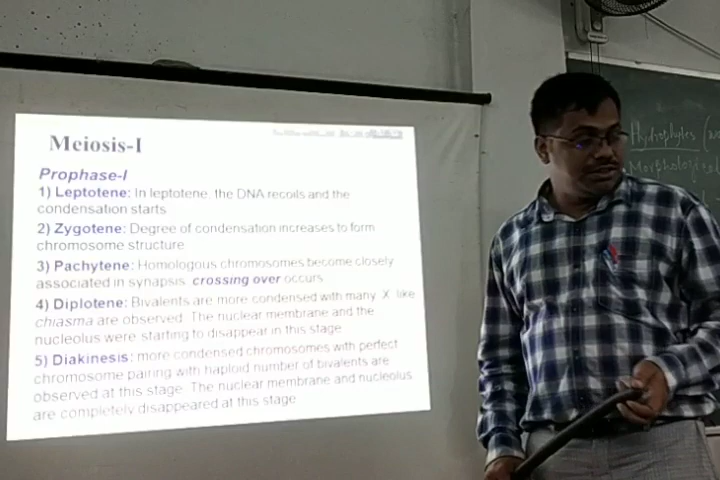 Meiosis-I
Prophase-I
1) Leptotene: In leptotene, the DNA recoils and the
condensation starts
2) Zygotene: Degree of condensation increases to form
chromosome structure
3) Pachytene: Homologous chromosomes become closely
associated in synapsis. crossing over occurs
4) Diplotene: Bivalents are more condensed with many X like
chiasma are observed. The nuclear membrane and the
nucleolus were starting to disappear in this stage
5) Diakinesis: more condensed chromosomes with perfect
chromosome pairing with haploid number of bivalents are
observed at this stage. The nuclear membrane and nucleolus
are completely disappeared at this stage
Hydrophytes